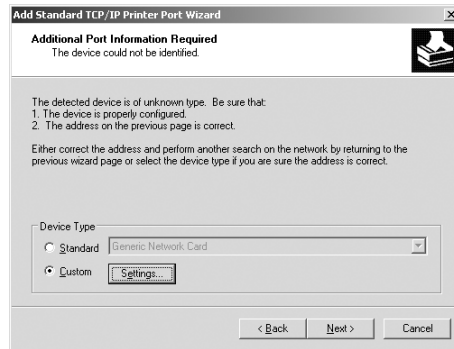 Add Standard TCP/IP Printer Port Wizard
Additional Port Information Required
The device could not be identified.
The detected device is of unknown type. Be sure that:
1. The device is properly configured.
2. The address on the previous page is correct.
Either correct the address and perform another search on the network by returning to the
previous wizard page or select the device type if you are sure the address is correct.
Device Type
Standard Generic Network Card
Custom Settings...
< Back Next > Cancel